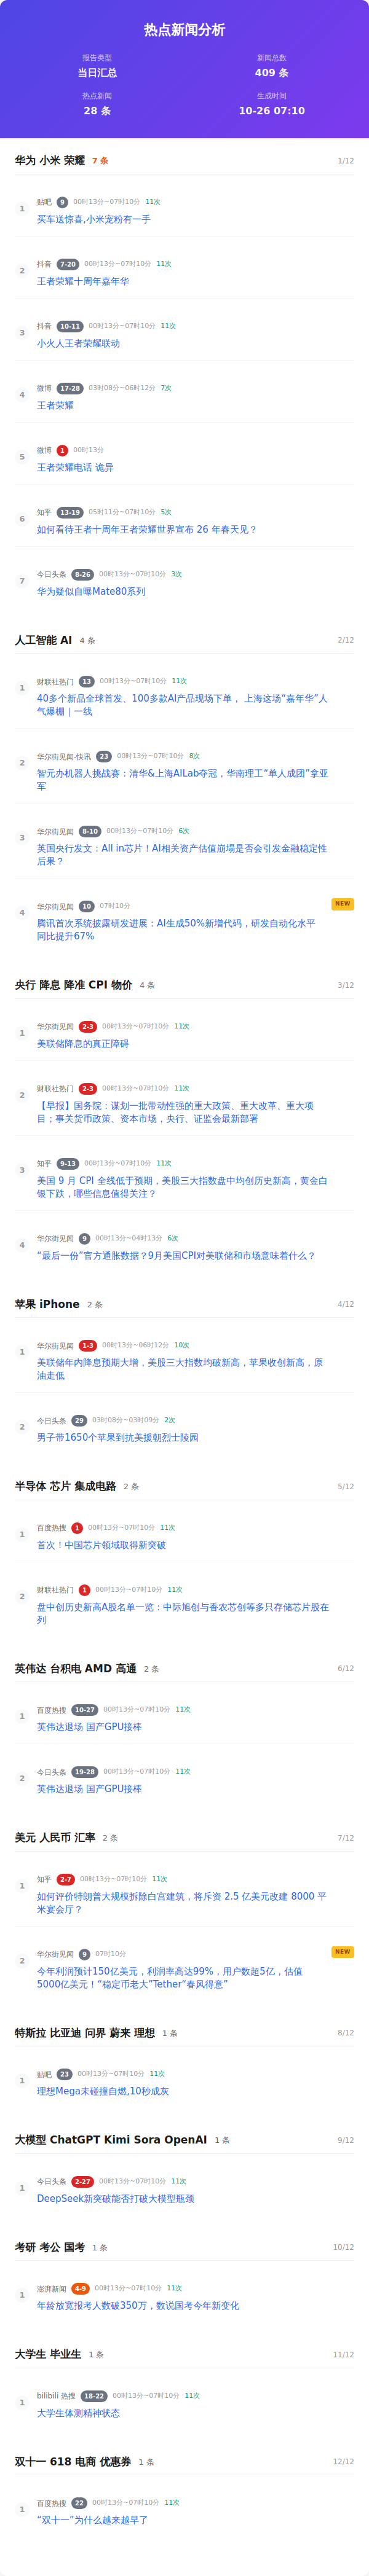 热点新闻分析
报告类型
新闻总数
当日汇总
409 条
热点新闻
生成时间
28 条
10-26 07:10
华为 小米 荣耀 7 条 1/12
1
贴吧 9 00时13分~07时10分 11次
买车送惊喜,小米宠粉有一手
2
抖音 7-20 00时13分~07时10分 11次
王者荣耀十周年嘉年华
3
抖音 10-11 00时13分~07时10分 11次
小火人王者荣耀联动
4
微博 17-28 03时08分~06时12分 7次
王者荣耀
5
微博 1 00时13分
王者荣耀电话 诡异
6
知乎 13-19 05时11分~07时10分 5次
如何看待王者十周年王者荣耀世界宣布 26 年春天见？
7
今日头条 8-26 00时13分~07时10分 3次
华为疑似自曝Mate80系列
人工智能 AI 4 条 2/12
1
财联社热门 13 00时13分~07时10分 11次
40多个新品全球首发、100多款AI产品现场下单 ， 上海这场“嘉年华”人
气爆棚｜一线
2
华尔街见闻-快讯 23 00时13分~07时10分 8次
智元办机器人挑战赛：清华&上海AILab夺冠，华南理工“单人成团”拿亚
军
3
华尔街见闻 8-10 00时13分~07时10分 6次
英国央行发文：All in芯片！AI相关资产估值崩塌是否会引发金融稳定性
后果？
4
华尔街见闻 10 07时10分 NEW
腾讯首次系统披露研发进展：AI生成50%新增代码，研发自动化水平
同比提升67%
央行 降息 降准 CPI 物价 4 条 3/12
1
华尔街见闻 2-3 00时13分~07时10分 11次
美联储降息的真正障碍
2
财联社热门 2-3 00时13分~07时10分 11次
【早报】国务院：谋划一批带动性强的重大政策、重大改革、重大项
目；事关货币政策、资本市场，央行、证监会最新部署
3
知乎 9-13 00时13分~07时10分 11次
美国 9 月 CPI 全线低于预期，美股三大指数盘中均创历史新高，黄金白
银下跌，哪些信息值得关注？
4
华尔街见闻 9 00时13分~04时13分 6次
“最后一份”官方通胀数据？9月美国CPI对美联储和市场意味着什么？
苹果 iPhone 2 条 4/12
1
华尔街见闻 1-3 00时13分~06时12分 10次
美联储年内降息预期大增，美股三大指数均破新高，苹果收创新高，原
油走低
2
今日头条 29 03时08分~03时09分 2次
男子带1650个苹果到抗美援朝烈士陵园
半导体 芯片 集成电路 2 条 5/12
1
百度热搜 1 00时13分~07时10分 11次
首次！中国芯片领域取得新突破
2
财联社热门 1 00时13分~07时10分 11次
盘中创历史新高A股名单一览：中际旭创与香农芯创等多只存储芯片股在
列
英伟达 台积电 AMD 高通 2 条 6/12
1
百度热搜 10-27 00时13分~07时10分 11次
英伟达退场 国产GPU接棒
2
今日头条 19-28 00时13分~07时10分 11次
英伟达退场 国产GPU接棒
美元 人民币 汇率 2 条 7/12
1
知乎 2-7 00时13分~07时10分 11次
如何评价特朗普大规模拆除白宫建筑，将斥资 2.5 亿美元改建 8000 平
米宴会厅？
2
华尔街见闻 9 07时10分 NEW
今年利润预计150亿美元，利润率高达99%，用户数超5亿，估值
5000亿美元！“稳定币老大”Tether“春风得意”
特斯拉 比亚迪 问界 蔚来 理想 1 条 8/12
1
贴吧 23 00时13分~07时10分 11次
理想Mega未碰撞自燃,10秒成灰
大模型 ChatGPT Kimi Sora OpenAI 1 条 9/12
1
今日头条 2-27 00时13分~07时10分 11次
DeepSeek新突破能否打破大模型瓶颈
考研 考公 国考 1 条 10/12
1
澎湃新闻 4-9 00时13分~07时10分 11次
年龄放宽报考人数破350万，数说国考今年新变化
大学生 毕业生 1 条 11/12
1
bilibili 热搜 18-22 00时13分~07时10分 11次
大学生体测精神状态
双十一 618 电商 优惠券 1 条 12/12
1
百度热搜 22 00时13分~07时10分 11次
“双十一”为什么越来越早了